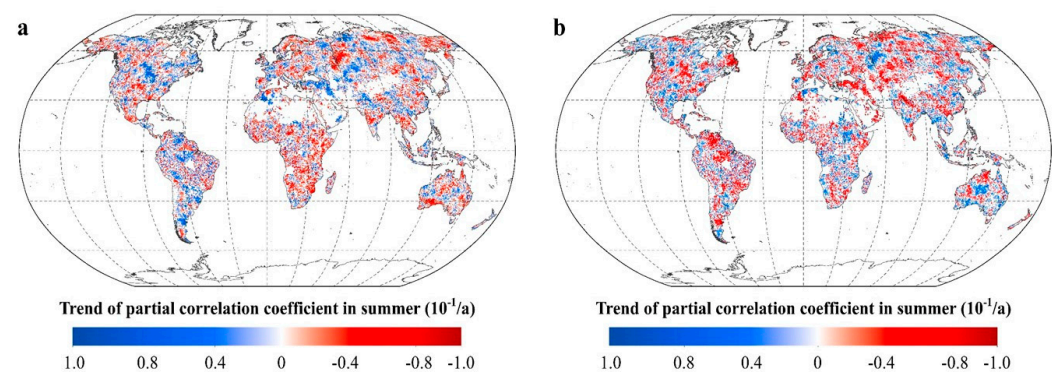 a
b
Trend of partial correlation coefficient in summer (10⁻¹/a)
1.0 0.8 0.4 0 -0.4 -0.8 -1.0
Trend of partial correlation coefficient in summer (10⁻¹/a)
1.0 0.8 0.4 0 -0.4 -0.8 -1.0